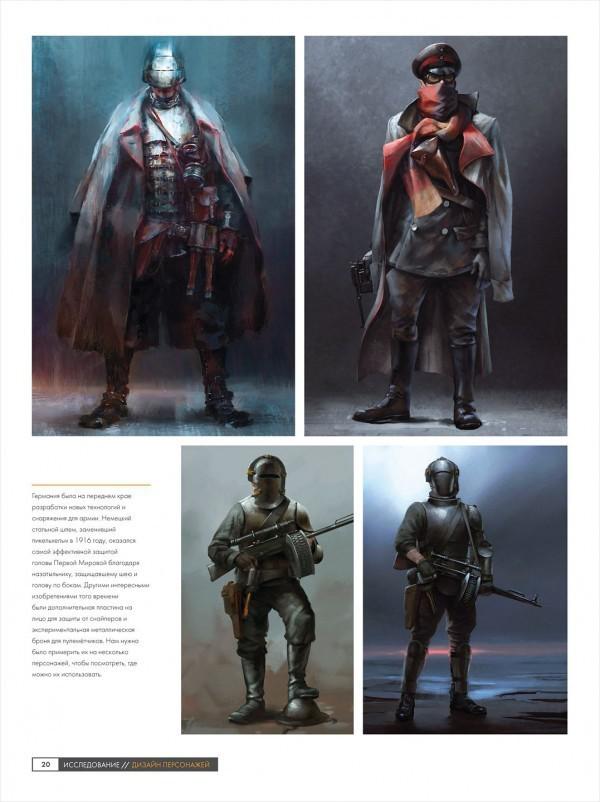 Германия была на переднем крае
разработки новых технологий и
снаряжения для армии. Немецкий
стальной шлем, заменивший
пикельхельм в 1916 году, оказался
самой эффективной защитой
головы Первой Мировой благодаря
назатыльнику, защищавшему шею и
голову по бокам. Другими интересными
изобретениями того времени
были дополнительная пластина на
лицо для защиты от снайперов и
экспериментальная металлическая
броня для пулемётчиков. Нам нужно
было примерить их на несколько
персонажей, чтобы посмотреть, где
можно их использовать.
20 ИССЛЕДОВАНИЕ // ДИЗАЙН ПЕРСОНАЖЕЙ